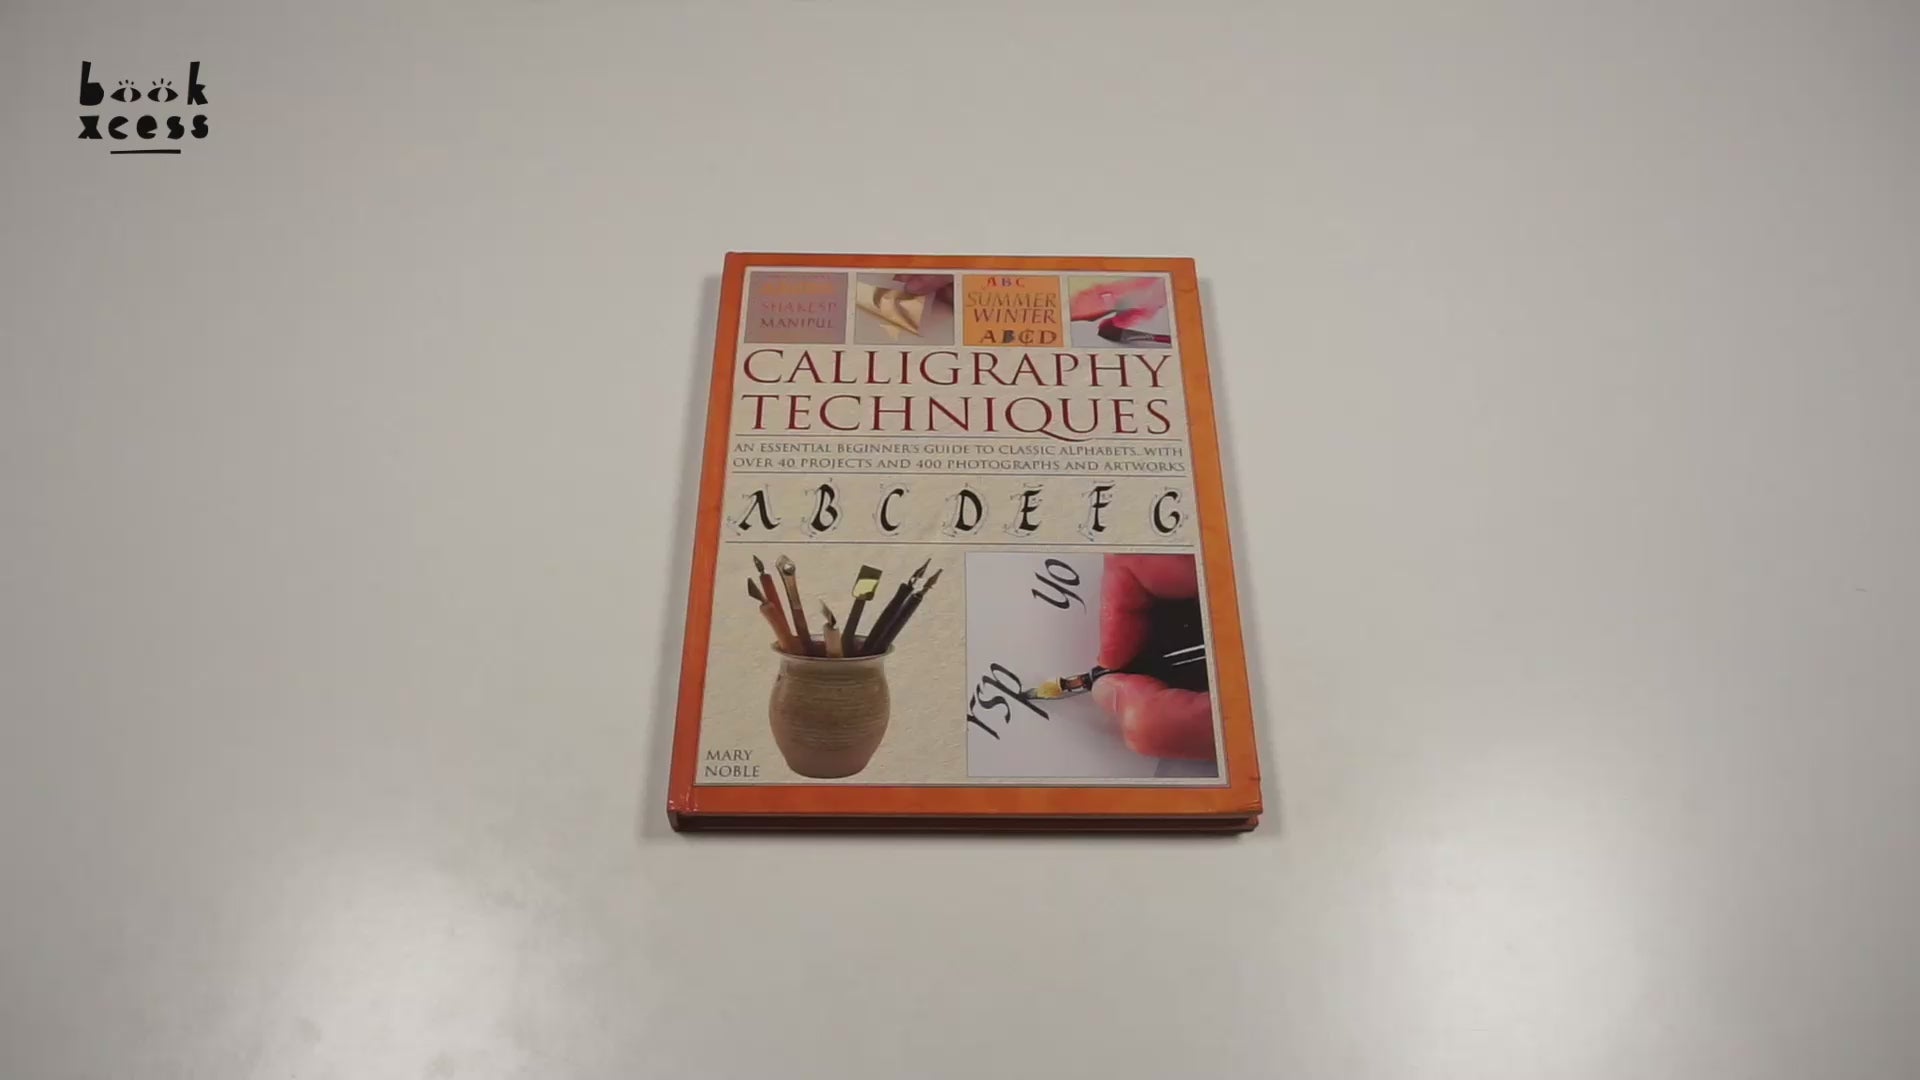 book
xcess
SHAKESP
MANIPUL
ABC
SUMMER
WINTER
ABCD
CALLIGRAPHY
TECHNIQUES
AN ESSENTIAL BEGINNER'S GUIDE TO CLASSIC ALPHABETS, WITH
OVER 40 PROJECTS AND 400 PHOTOGRAPHS AND ARTWORKS
A B C D E F G
yo
rsp
MARY
NOBLE